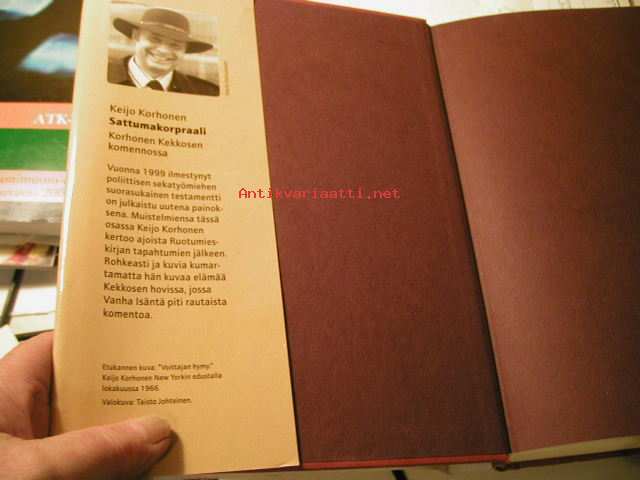 Keijo Korhonen
Sattumakorpraali
Korhonen Kekkosen
komennossa
Vuonna 1999 ilmestynyt
poliittisen sekatyömiehen
suorasukainen testamentti
on julkaistu uutena painok-
sena. Muistelmiensa tässä
osassa Keijo Korhonen
kertoo ajoista Ruotumies-
kirjan tapahtumien jälkeen.
Rohkeasti ja kuvia kumar-
tamatta hän kuvaa elämää
Kekkosen hovissa, jossa
Vanha Isäntä piti rautaista
komentoa.
Etukannen kuva: "Voittajan hymy."
Keijo Korhonen New Yorkin edustalla
lokakuussa 1966.
Valokuva: Taisto Johtainen.
Antikvariaatti.net
ATK-